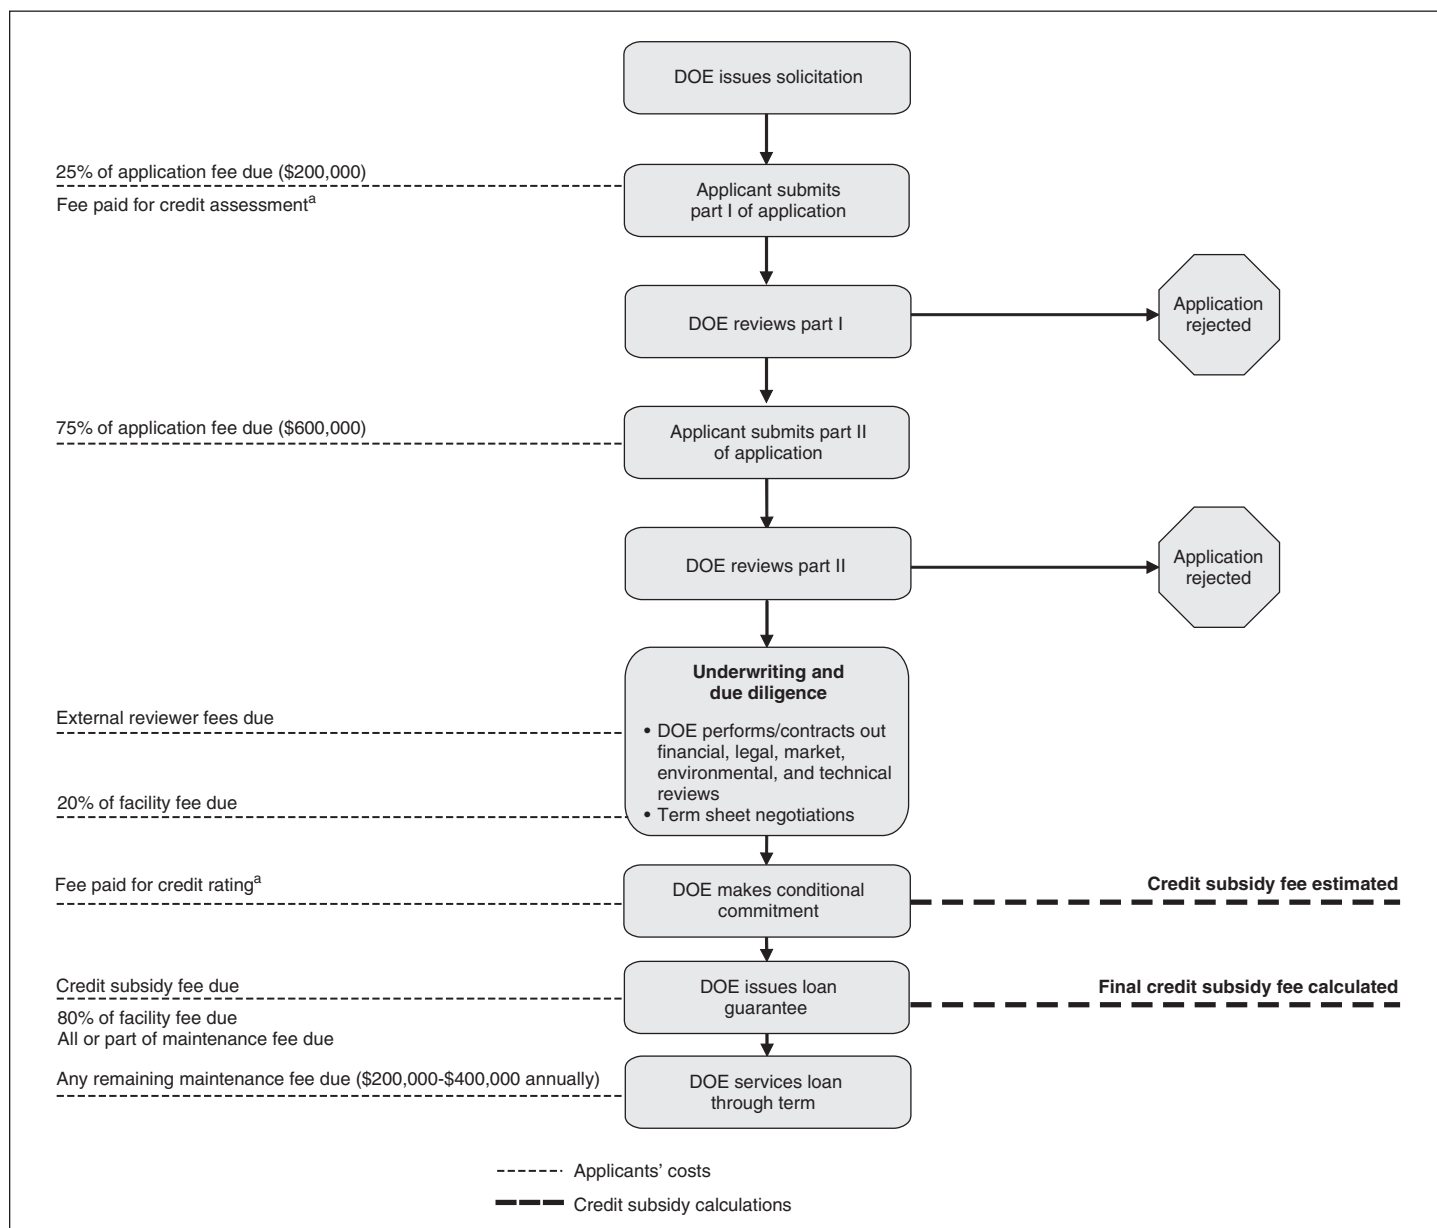 DOE issues solicitation
25% of application fee due ($200,000)
Fee paid for credit assessmentᵃ
Applicant submits
part I of application
DOE reviews part I
Application
rejected
75% of application fee due ($600,000)
Applicant submits part II
of application
DOE reviews part II
Application
rejected
Underwriting and
due diligence
• DOE performs/contracts out
financial, legal, market,
environmental, and technical
reviews
• Term sheet negotiations
External reviewer fees due
20% of facility fee due
Fee paid for credit ratingᵃ
DOE makes conditional
commitment
Credit subsidy fee estimated
Credit subsidy fee due
80% of facility fee due
All or part of maintenance fee due
DOE issues loan
guarantee
Final credit subsidy fee calculated
Any remaining maintenance fee due ($200,000-$400,000 annually)
DOE services loan
through term
Applicants’ costs
Credit subsidy calculations